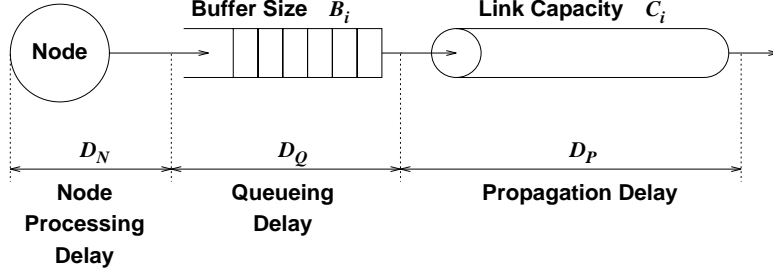 Buffer Size B_i
Link Capacity C_i
Node
D_N
D_Q
D_P
Node
Processing
Delay
Queueing
Delay
Propagation Delay